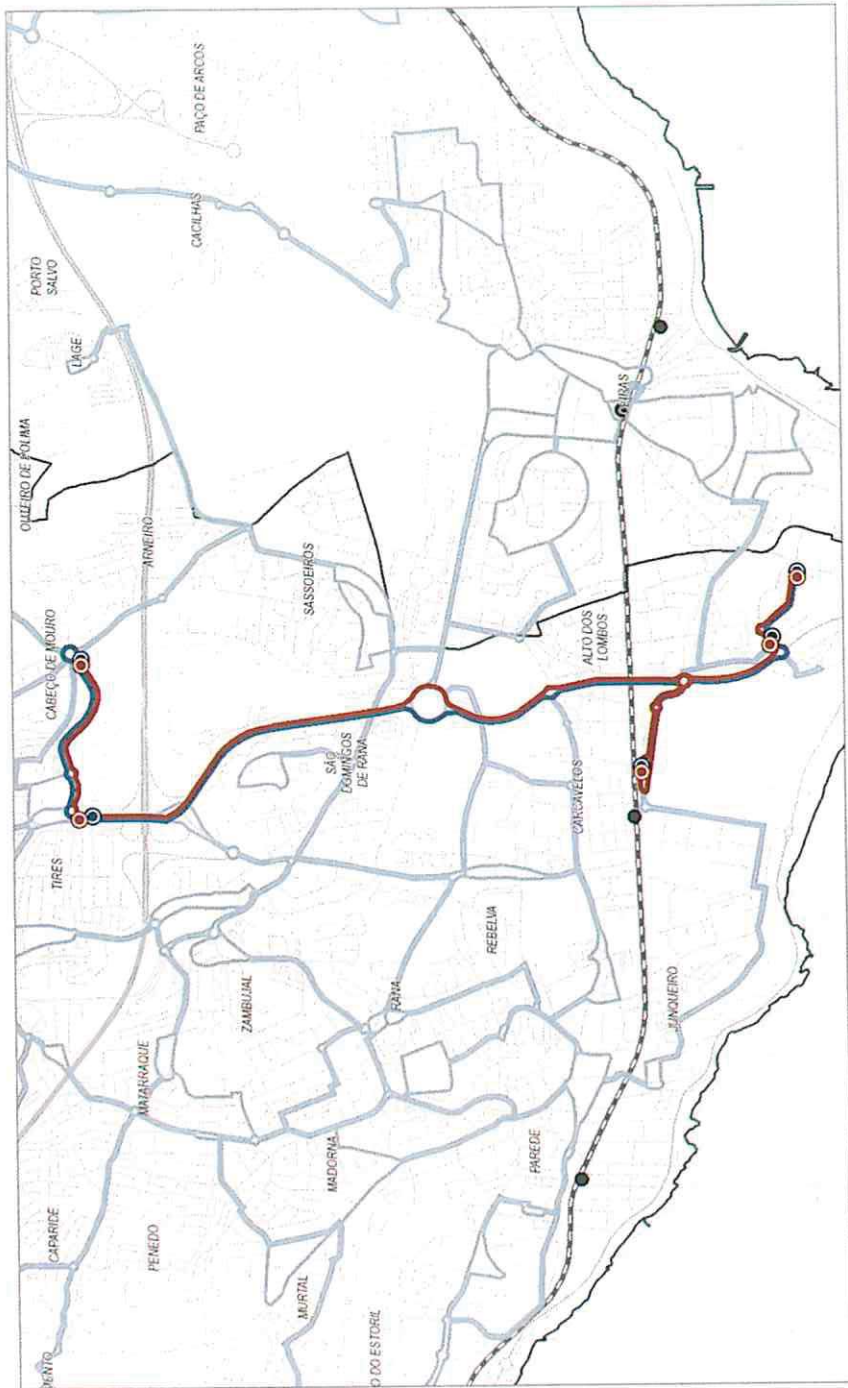 PAÇO DE ARCOS
CACILHAS
PORTO
SALVO
LAGE
OUTEIRO DE POLIMA
ARNEIRO
SASSOEIROS
OEIRAS
CABEÇO DE MOURO
ALTO DOS
LOMBOS
SÃO
DOMINGOS
DE RANA
CARCAVELOS
TIRES
REBELVA
ZAMBUJAL
RANA
JUNQUEIRO
MATARRAQUE
MADORNA
PAREDE
CAPARIDE
PENEDO
MURTAL
O DO ESTORIL